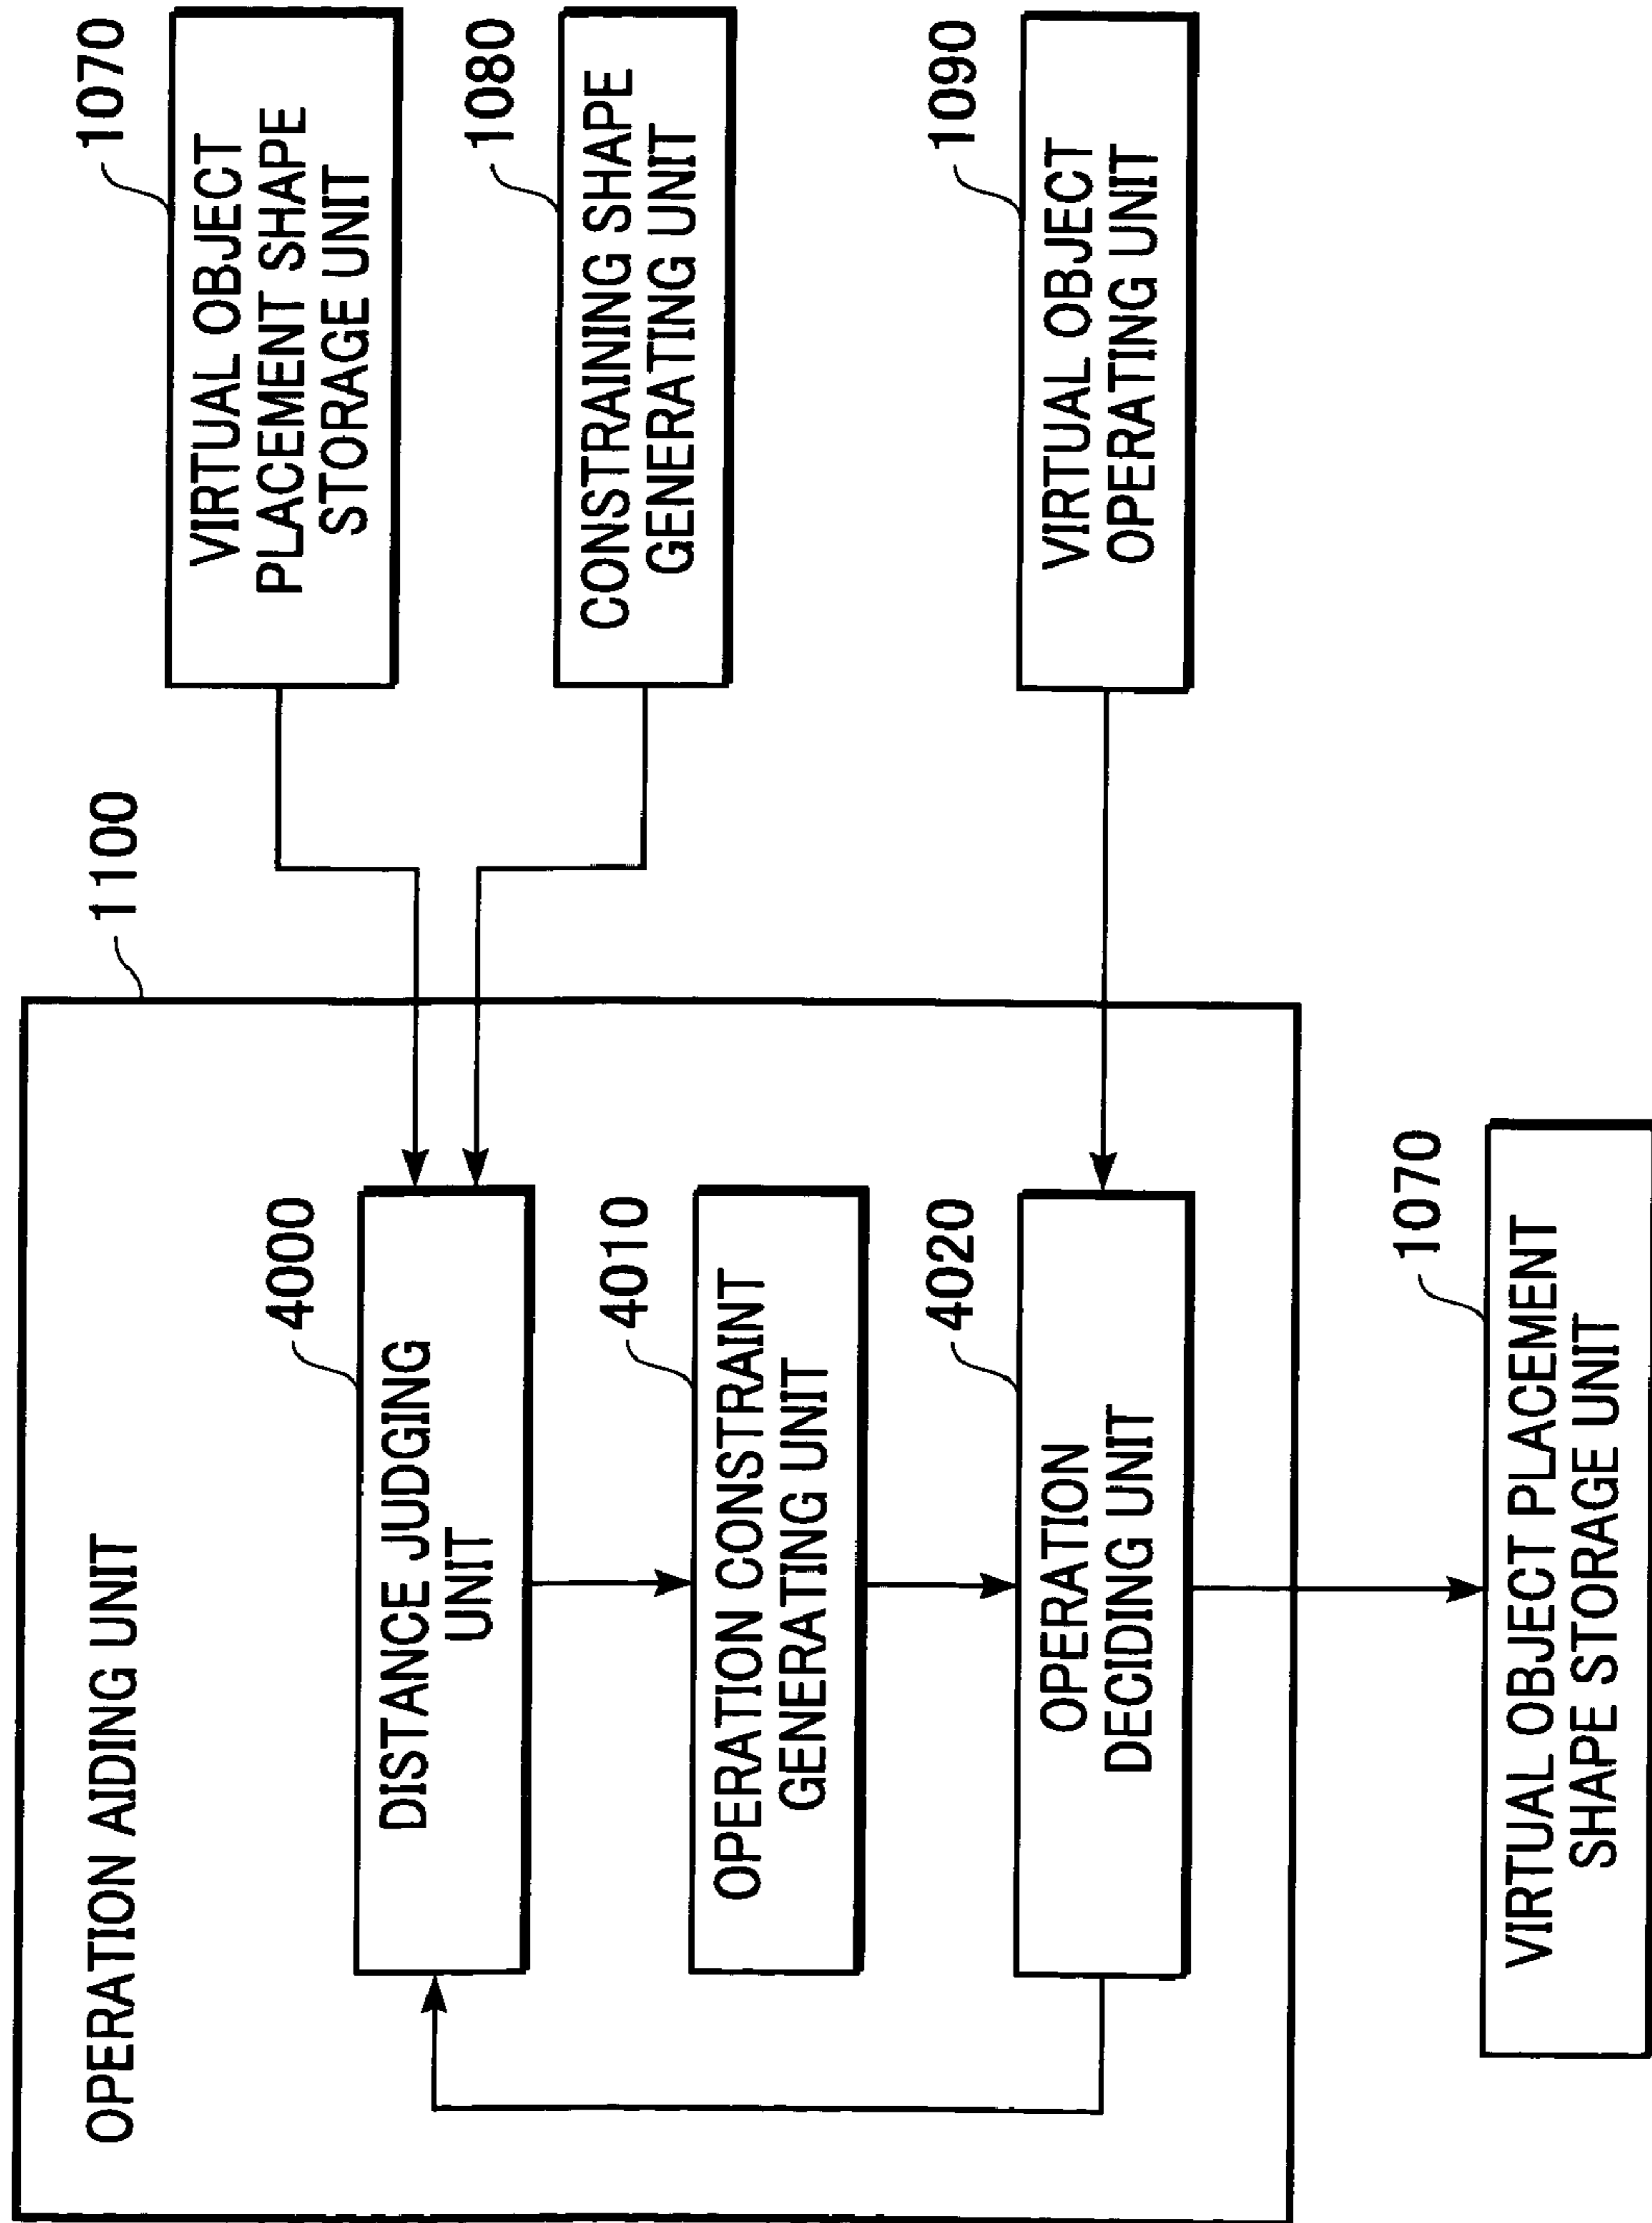 OPERATION AIDING UNIT
1100
4000
DISTANCE JUDGING
UNIT
4010
OPERATION CONSTRAINT
GENERATING UNIT
4020
OPERATION
DECIDING UNIT
1070
VIRTUAL OBJECT
PLACEMENT SHAPE
STORAGE UNIT
1080
CONSTRAINING SHAPE
GENERATING UNIT
1090
VIRTUAL OBJECT
OPERATING UNIT
1070
VIRTUAL OBJECT PLACEMENT
SHAPE STORAGE UNIT